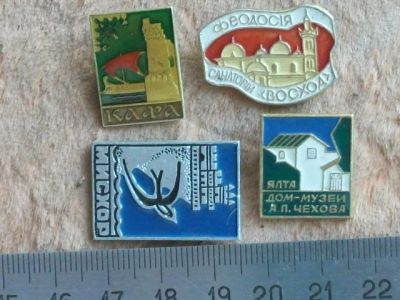 КАФА
ФЕОДОСІЯ
САНАТОРІЙ «ВОСХОД»
МИСХОР
ЯЛТА
ДОМ-МУЗЕЙ
А.П. ЧЕХОВА
15 16 17 18 19 20 21 22